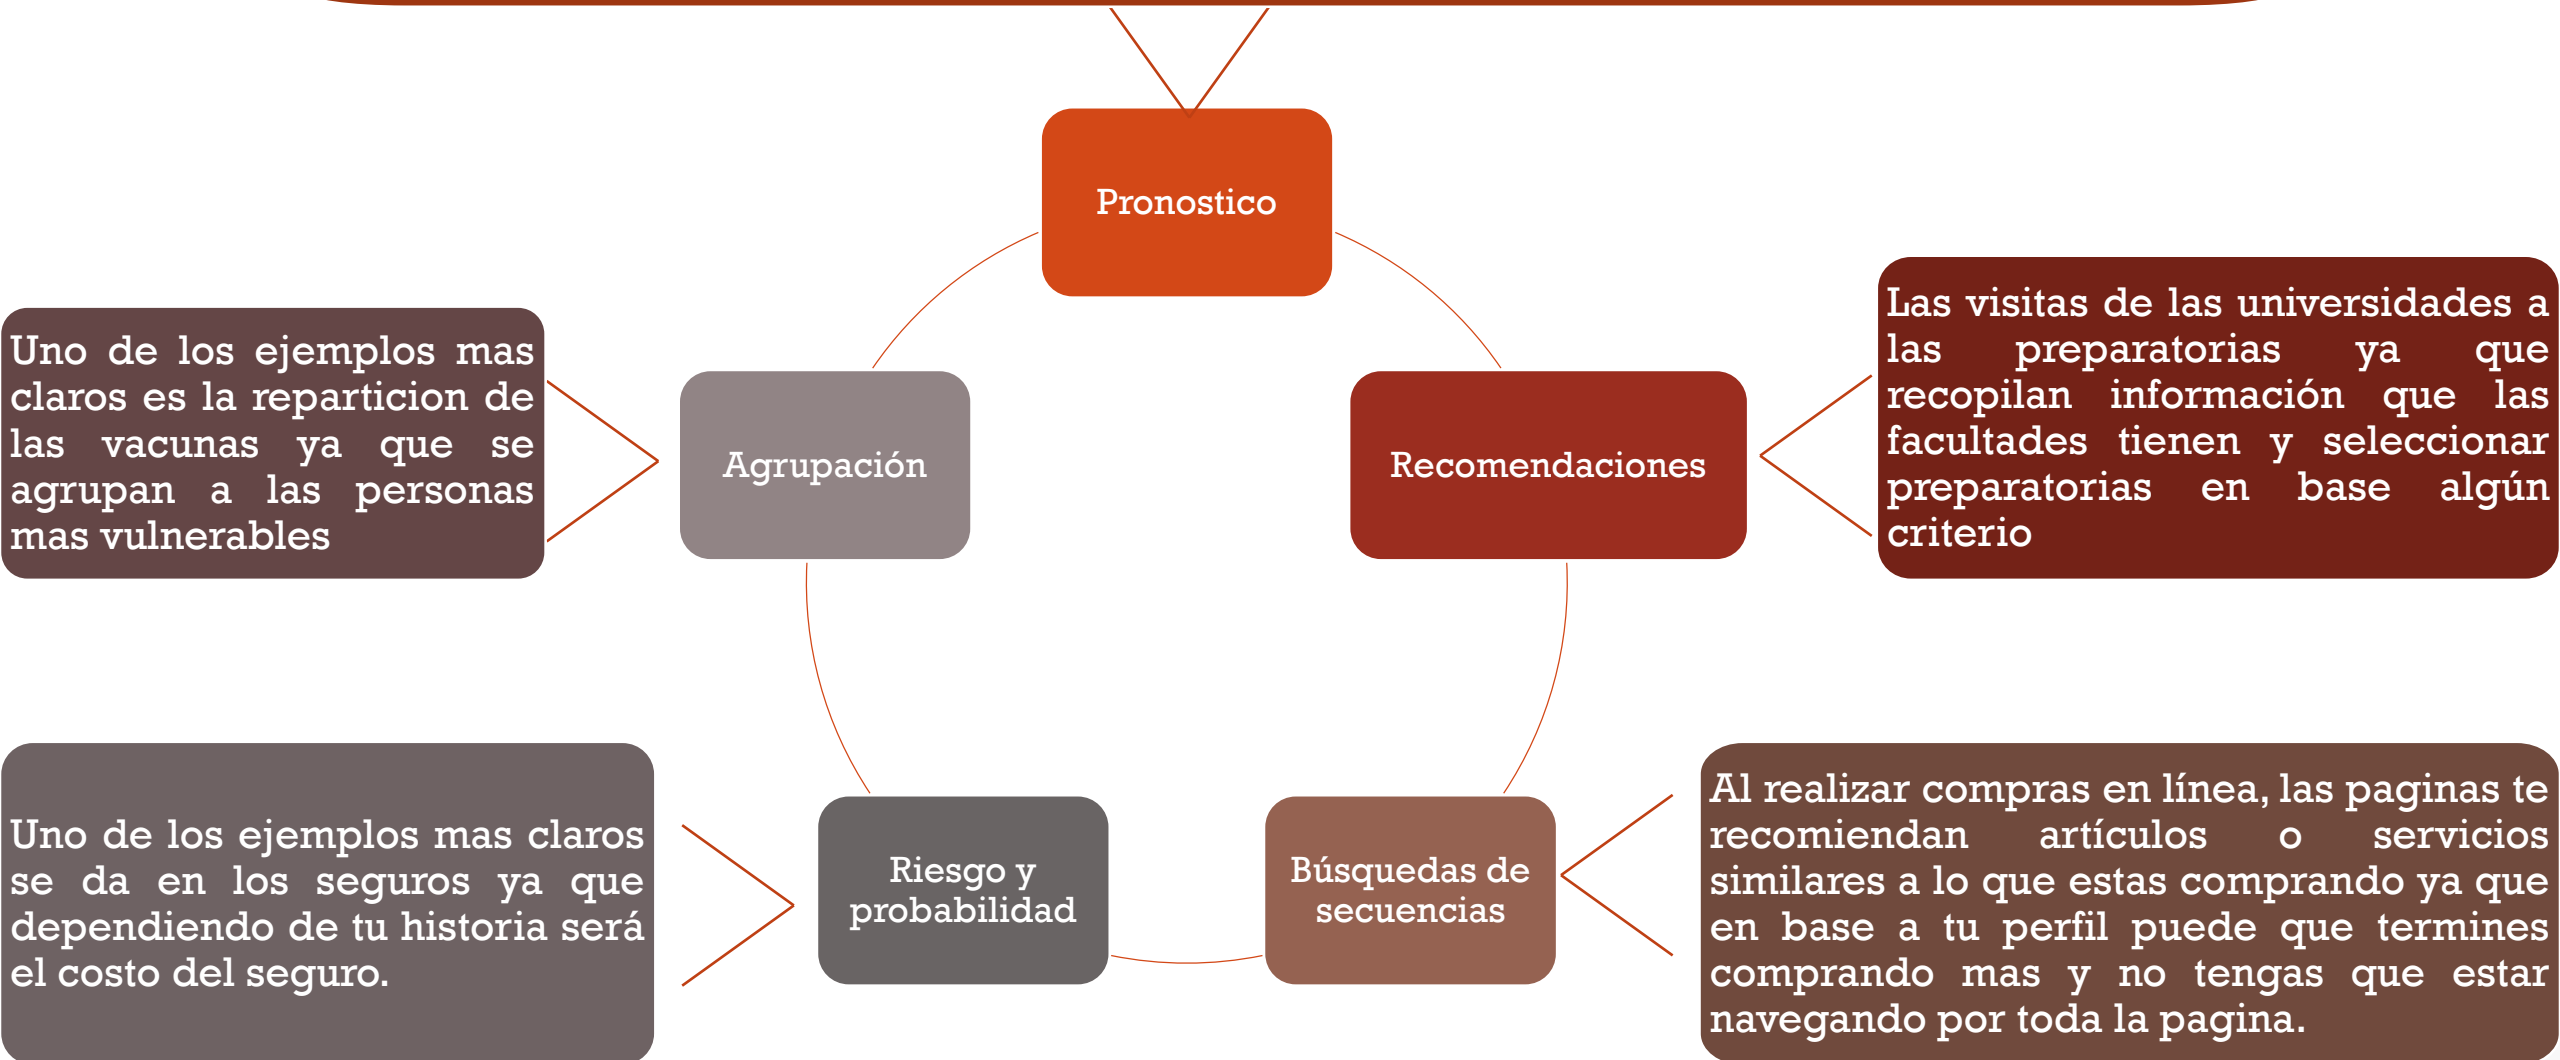 Pronostico
Las visitas de las universidades a
las preparatorias ya que
recopilan información que las
facultades tienen y seleccionar
preparatorias en base algún
criterio
Uno de los ejemplos mas
claros es la reparticion de
las vacunas ya que se
agrupan a las personas
mas vulnerables
Agrupación
Recomendaciones
Al realizar compras en línea, las paginas te
recomiendan artículos o servicios
similares a lo que estas comprando ya que
en base a tu perfil puede que termines
comprando mas y no tengas que estar
navegando por toda la pagina.
Uno de los ejemplos mas claros
se da en los seguros ya que
dependiendo de tu historia será
el costo del seguro.
Riesgo y
probabilidad
Búsquedas de
secuencias